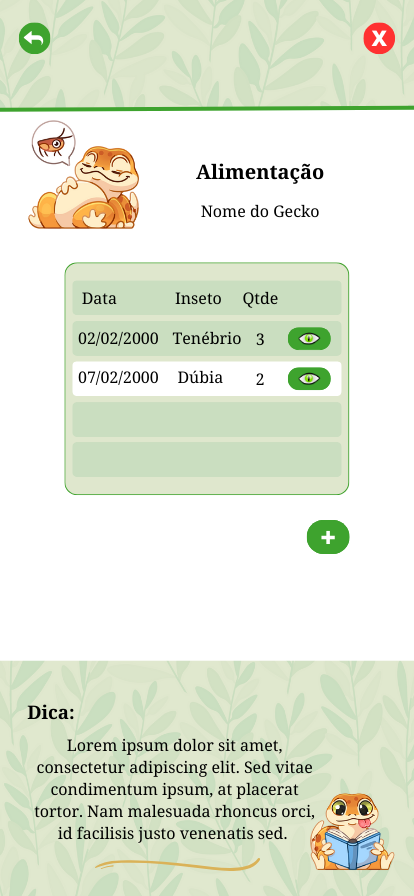 X
Alimentação
Nome do Gecko
Data Inseto Qtde
02/02/2000 Tenébrio 3
07/02/2000 Dúbia 2
+
Dica:
Lorem ipsum dolor sit amet,
consectetur adipiscing elit. Sed vitae
condimentum ipsum, at placerat
tortor. Nam malesuada rhoncus orci,
id facilisis justo venenatis sed.